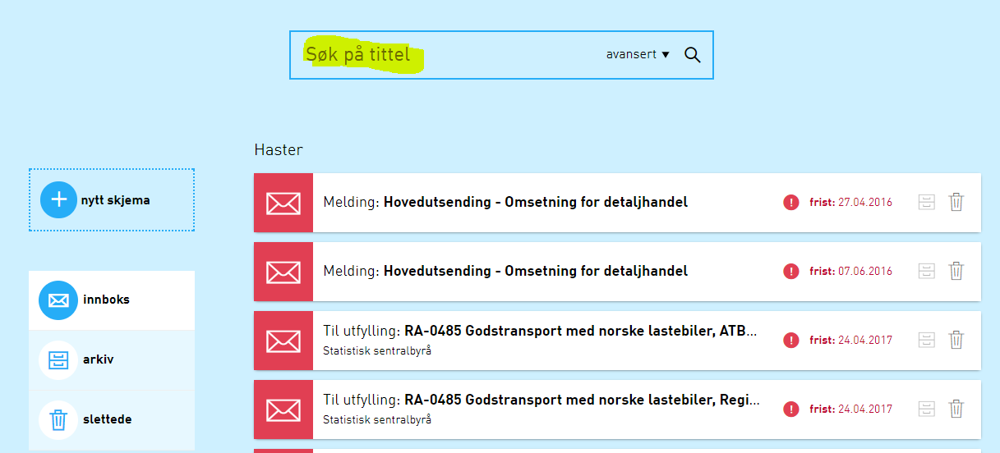 Søk på tittel avansert
Haster
nytt skjema
innboks
arkiv
slettede
Melding: Hovedutsending - Omsetning for detaljhandel frist: 27.04.2016
Melding: Hovedutsending - Omsetning for detaljhandel frist: 07.06.2016
Til utfylling: RA-0485 Godstransport med norske lastebiler, ATB... frist: 24.04.2017
Statistisk sentralbyrå
Til utfylling: RA-0485 Godstransport med norske lastebiler, Regi... frist: 24.04.2017
Statistisk sentralbyrå